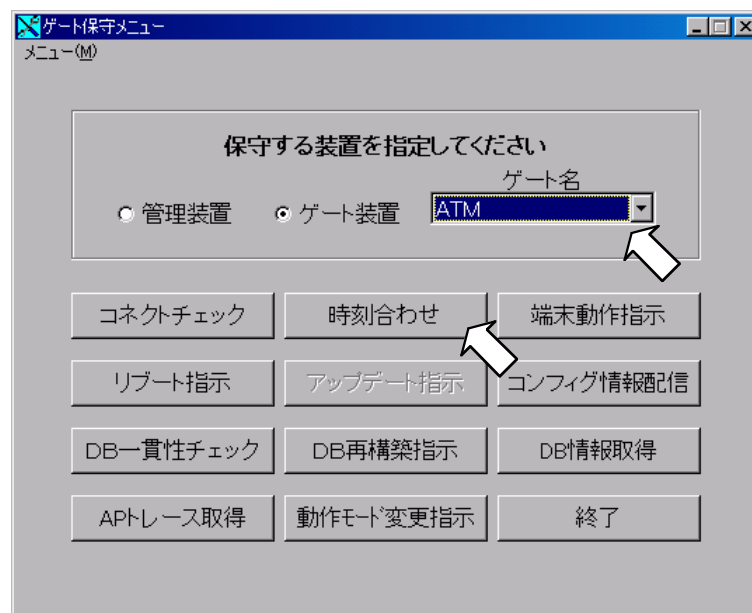 ゲート保守メニュー
メニュー(M)
保守する装置を指定してください
ゲート名
管理装置 ゲート装置 ATM
コネクトチェック 時刻合わせ 端末動作指示
リブート指示 アップデート指示 コンフィグ情報配信
DB一貫性チェック DB再構築指示 DB情報取得
APトレース取得 動作モード変更指示 終了